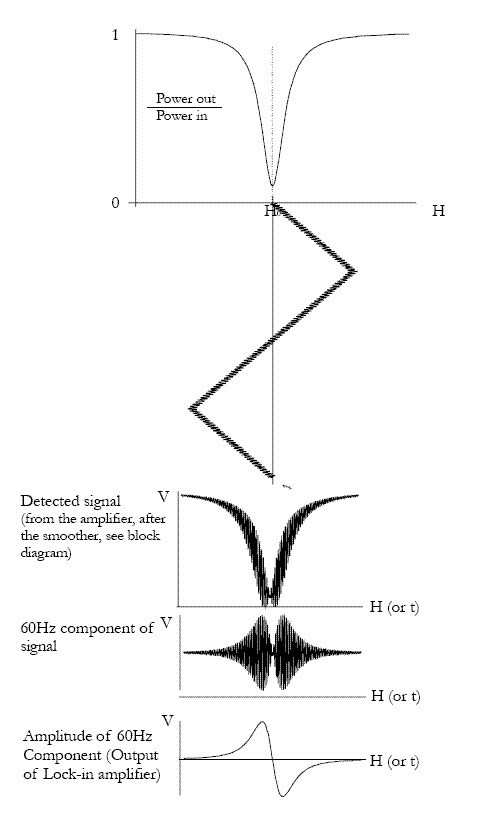 1
Power out
Power in
0
H
H
Detected signal
(from the amplifier, after
the smoother, see block
diagram)
V
H (or t)
60Hz component of
signal
V
H (or t)
Amplitude of 60Hz
Component (Output
of Lock-in amplifier)
V
H (or t)